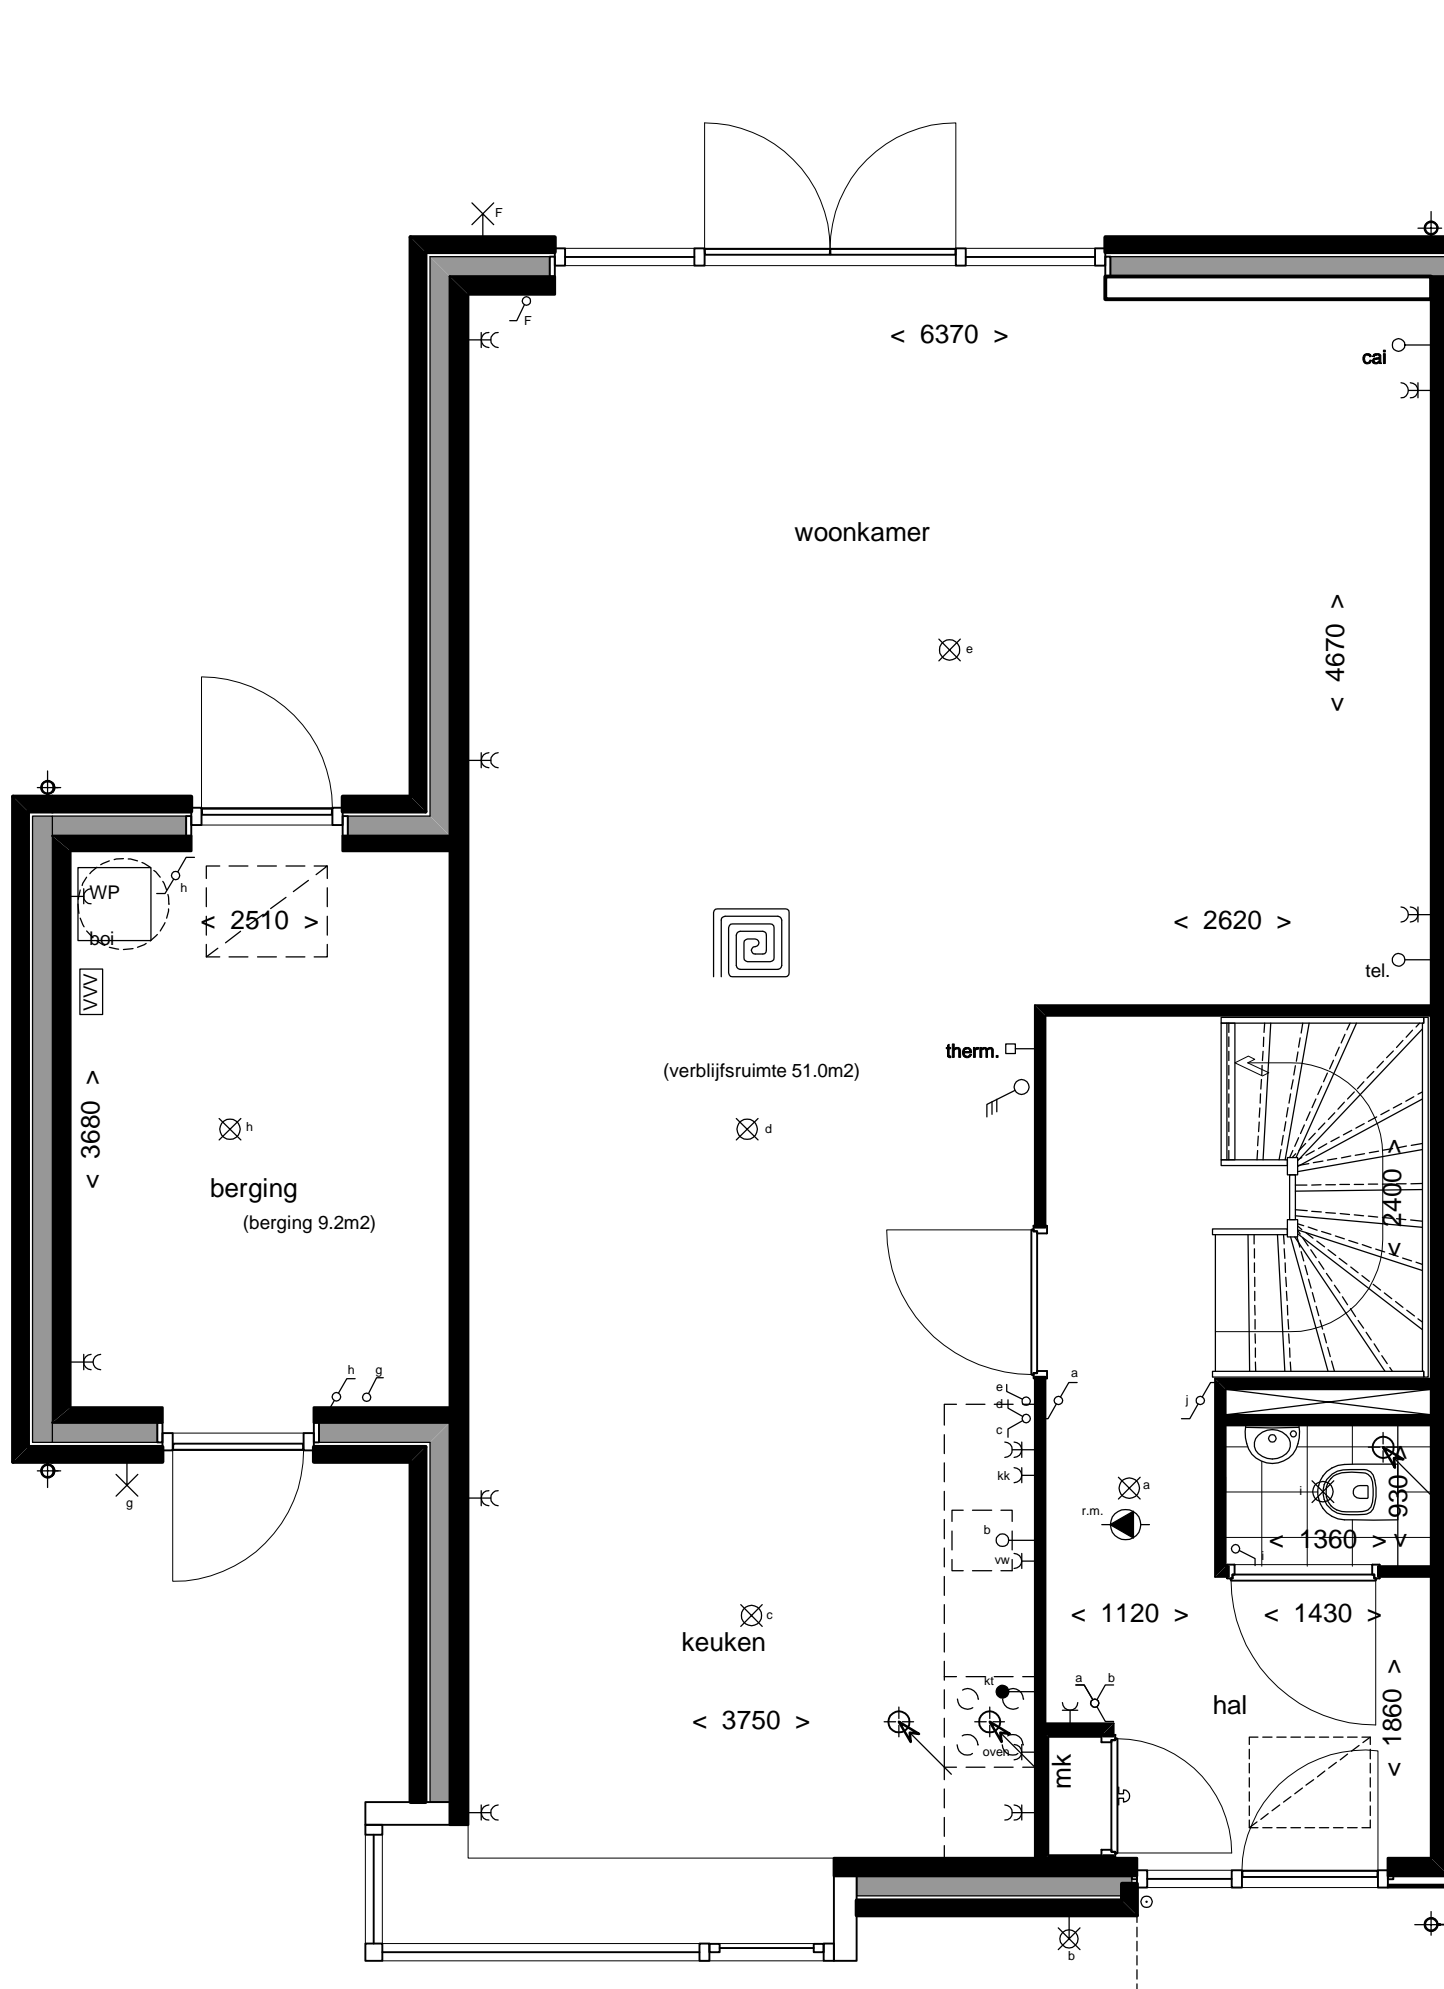 F
F
< 6370 >
cai
woonkamer
< 4670 >
e
WP
h
boi
< 2510 >
< 2620 >
tel.
VVV
therm.
(verblijfsruimte 51.0m2)
< 3680 >
h
d
berging
(berging 9.2m2)
< 2400 >
h g
e
d
c
a
j
kk
g
a
i
< 930 >
r.m.
b
vw
< 1360 >
i
c
keuken
< 1120 >
< 1430 >
kt
a b
hal
< 1860 >
< 3750 >
oven
mk
b